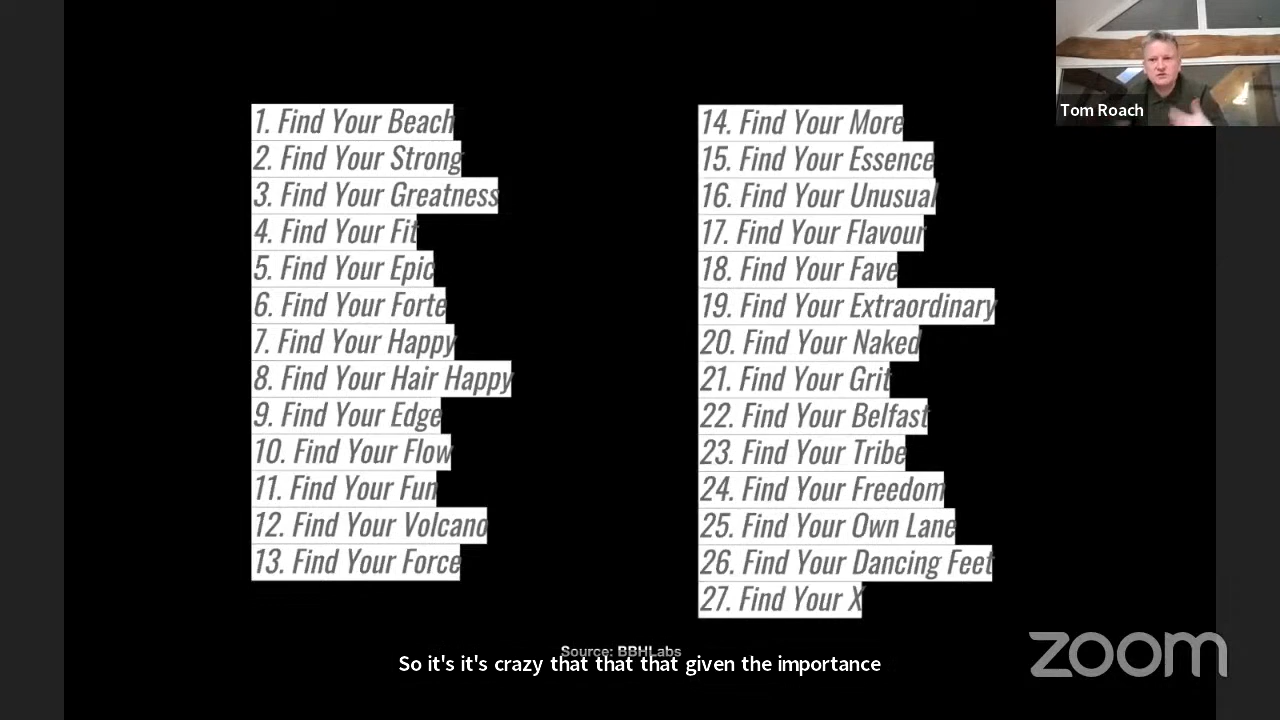 Tom Roach
1. Find Your Beach
2. Find Your Strong
3. Find Your Greatness
4. Find Your Fit
5. Find Your Epic
6. Find Your Forte
7. Find Your Happy
8. Find Your Hair Happy
9. Find Your Edge
10. Find Your Flow
11. Find Your Fun
12. Find Your Volcano
13. Find Your Force
14. Find Your More
15. Find Your Essence
16. Find Your Unusual
17. Find Your Flavour
18. Find Your Fave
19. Find Your Extraordinary
20. Find Your Naked
21. Find Your Grit
22. Find Your Belfast
23. Find Your Tribe
24. Find Your Freedom
25. Find Your Own Lane
26. Find Your Dancing Feet
27. Find Your X
Source: BBHLabs
So it's it's crazy that that that given the importance
zoom